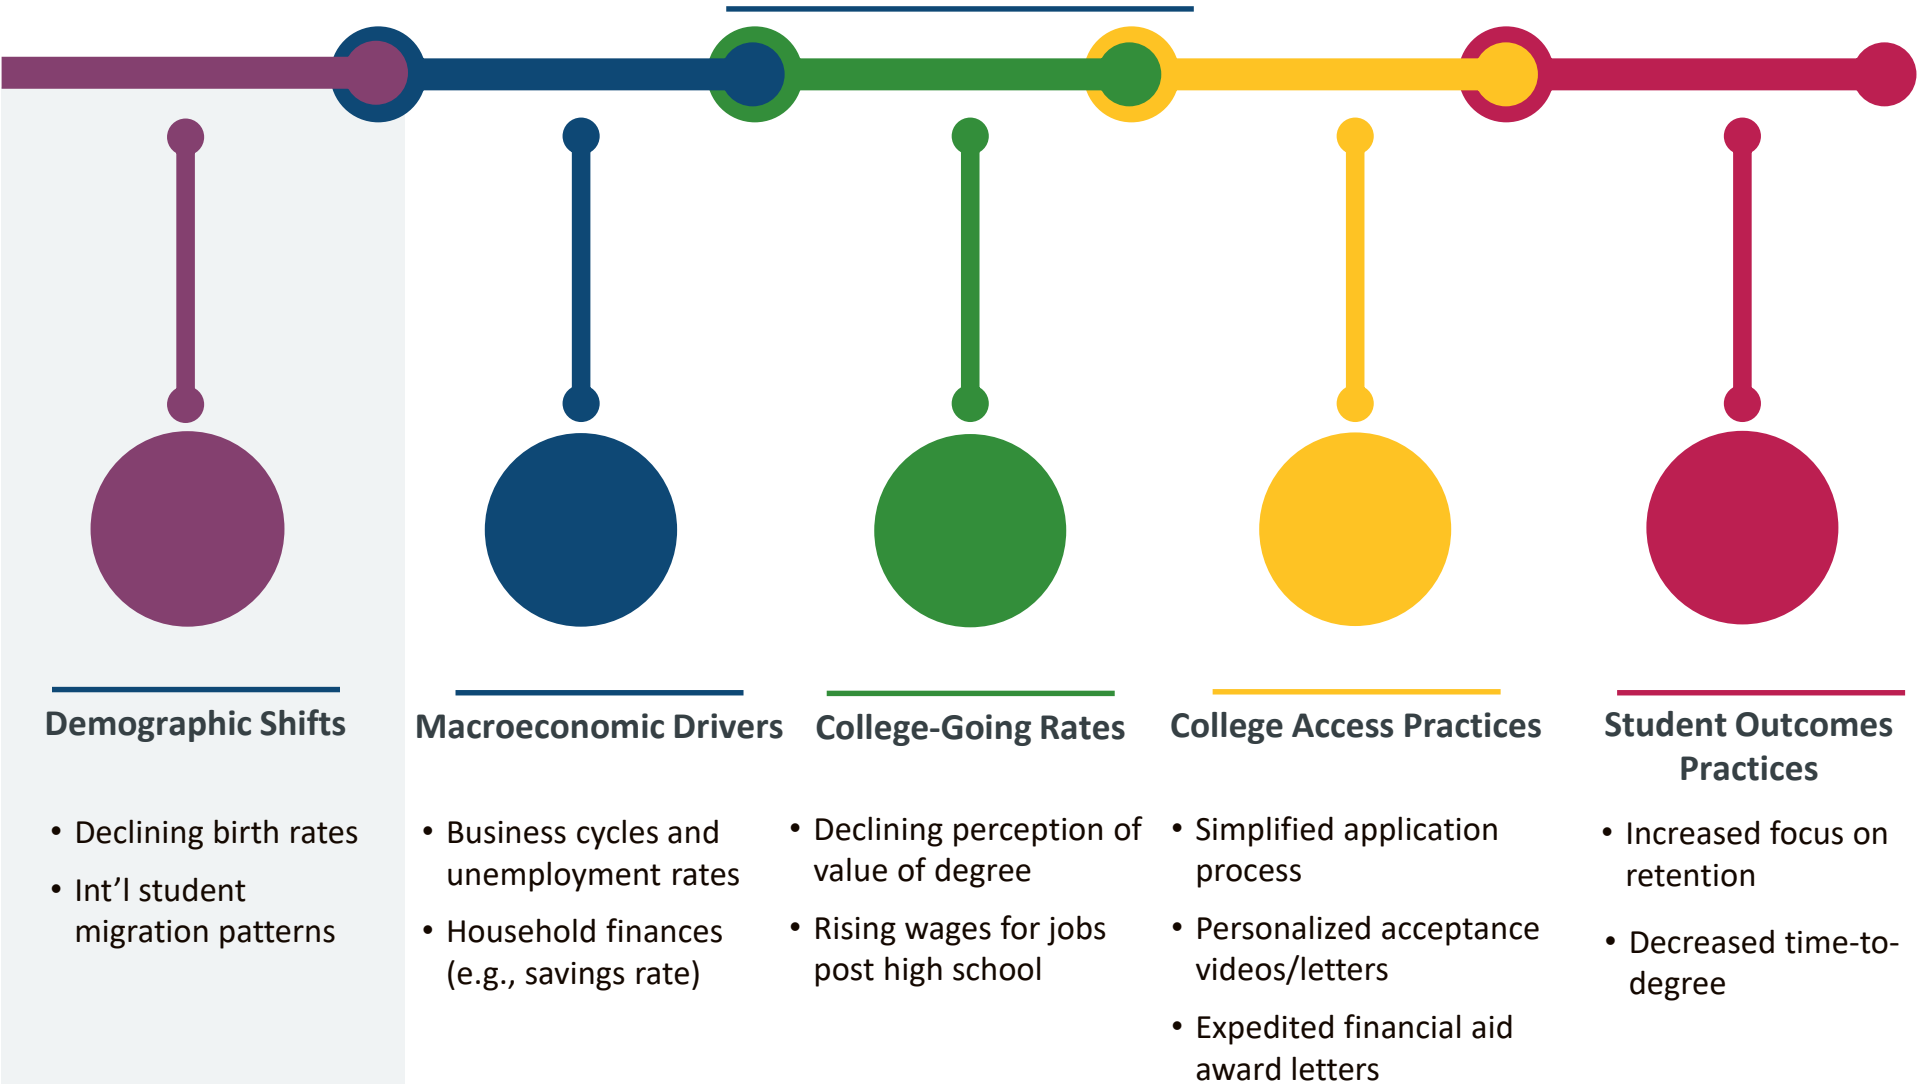 Demographic Shifts
• Declining birth rates
• Int’l student
migration patterns
Macroeconomic Drivers
• Business cycles and
unemployment rates
• Household finances
(e.g., savings rate)
College-Going Rates
• Declining perception of
value of degree
• Rising wages for jobs
post high school
College Access Practices
• Simplified application
process
• Personalized acceptance
videos/letters
• Expedited financial aid
award letters
Student Outcomes
Practices
• Increased focus on
retention
• Decreased time-to-
degree